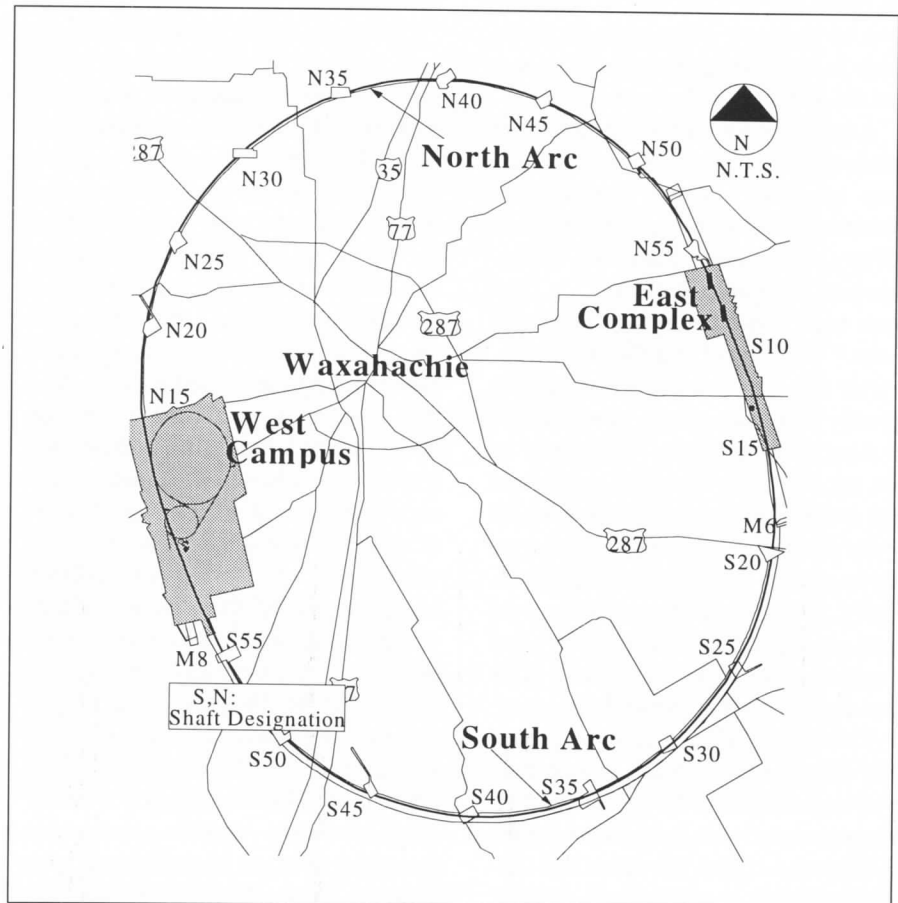 N35
N40
N45
287
N30
35
North Arc
N50
N
N.T.S.
77
N25
N55
East
Complex
N20
287
S10
Waxahachie
N15
West
Campus
S15
M6
287
S20
S55
M8
S25
S,N:
Shaft Designation
7
S50
South Arc
S30
S35
S45
S40